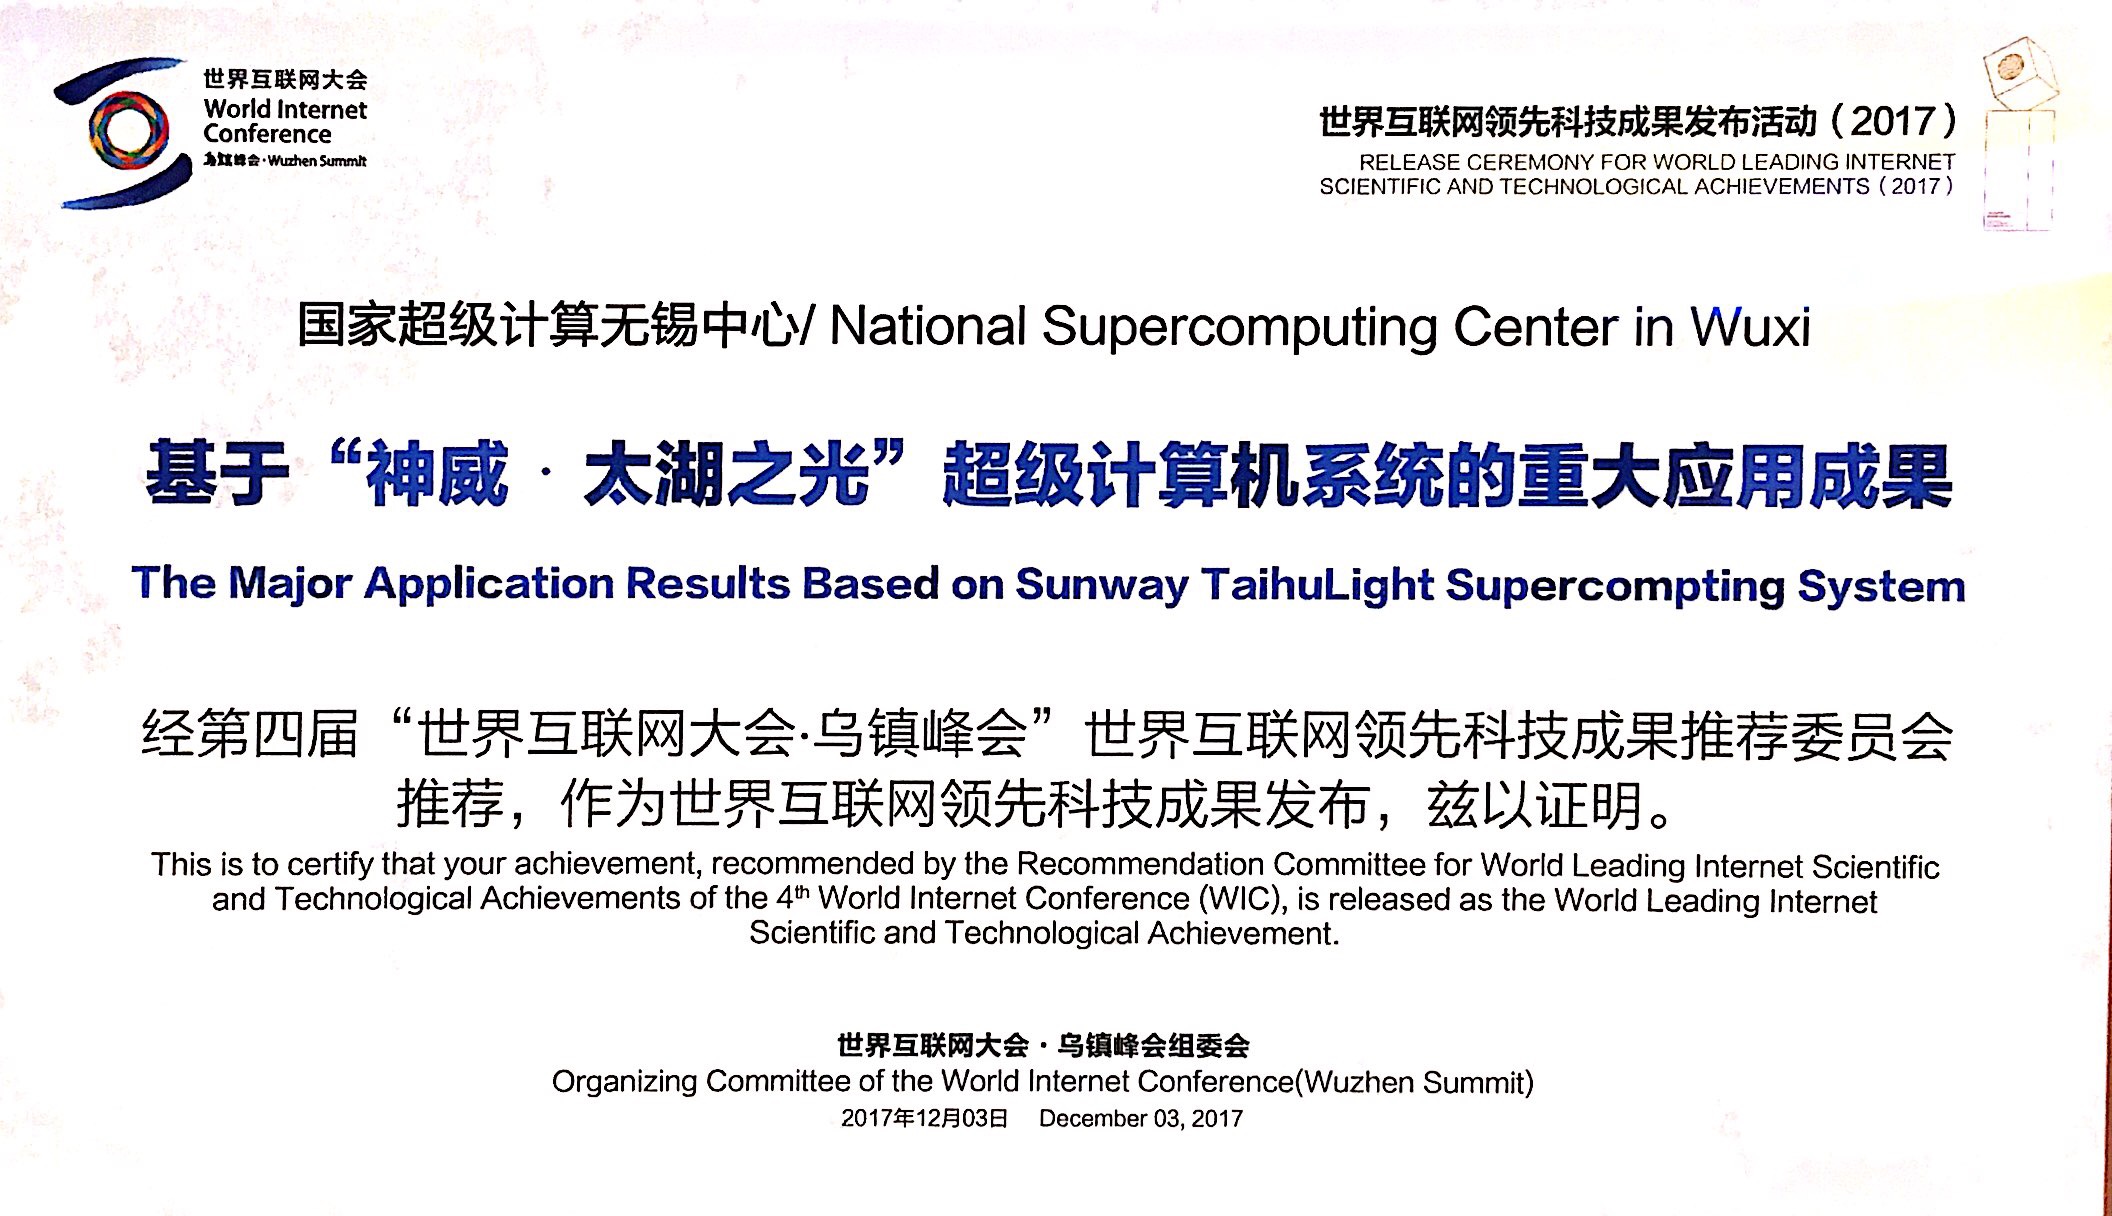 世界互联网大会
World Internet
Conference
乌镇峰会·Wuzhen Summit
世界互联网领先科技成果发布活动（2017）
RELEASE CEREMONY FOR WORLD LEADING INTERNET
SCIENTIFIC AND TECHNOLOGICAL ACHIEVEMENTS（2017）
国家超级计算无锡中心/ National Supercomputing Center in Wuxi
基于“神威·太湖之光”超级计算机系统的重大应用成果
The Major Application Results Based on Sunway TaihuLight Supercompting System
经第四届“世界互联网大会·乌镇峰会”世界互联网领先科技成果推荐委员会
推荐，作为世界互联网领先科技成果发布，兹以证明。
This is to certify that your achievement, recommended by the Recommendation Committee for World Leading Internet Scientific
and Technological Achievements of the 4th World Internet Conference (WIC), is released as the World Leading Internet
Scientific and Technological Achievement.
世界互联网大会·乌镇峰会组委会
Organizing Committee of the World Internet Conference(Wuzhen Summit)
2017年12月03日 December 03, 2017